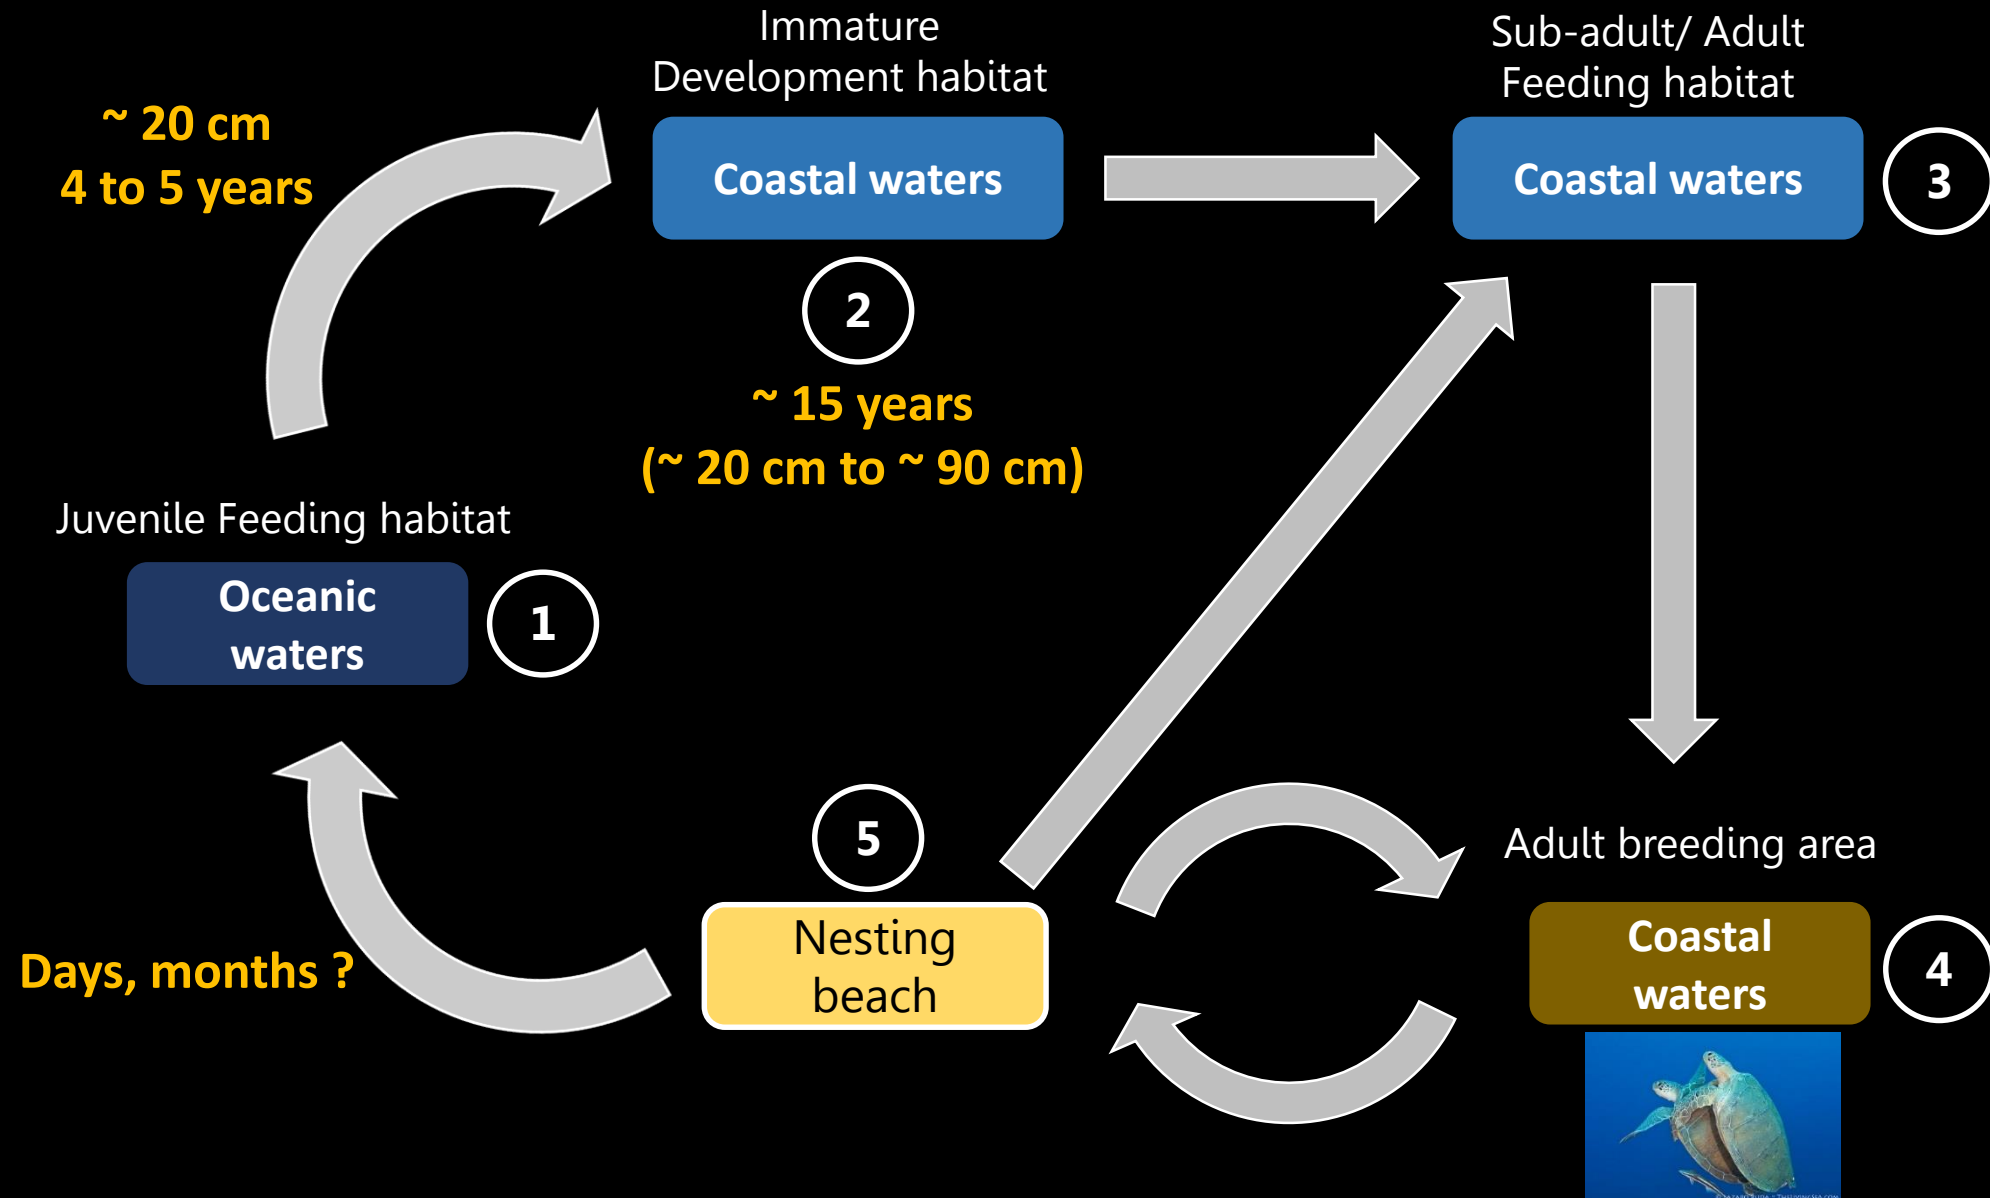 Immature
Development habitat
Sub-adult/ Adult
Feeding habitat
~ 20 cm
4 to 5 years
Coastal waters
Coastal waters
3
2
~ 15 years
(~ 20 cm to ~ 90 cm)
Juvenile Feeding habitat
Oceanic
waters
1
5
Adult breeding area
Nesting
beach
Days, months ?
Coastal
waters
4